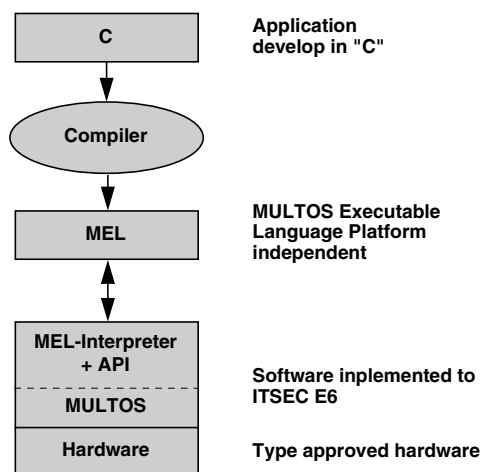 C
Application
develop in "C"
Compiler
MEL
MULTOS Executable
Language Platform
independent
MEL-Interpreter
+ API
MULTOS
Software inplemented to
ITSEC E6
Hardware
Type approved hardware